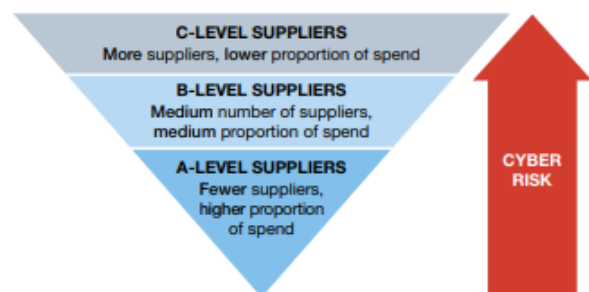 C-LEVEL SUPPLIERS
More suppliers, lower proportion of spend
B-LEVEL SUPPLIERS
Medium number of suppliers,
medium proportion of spend
A-LEVEL SUPPLIERS
Fewer suppliers,
higher proportion
of spend
CYBER
RISK